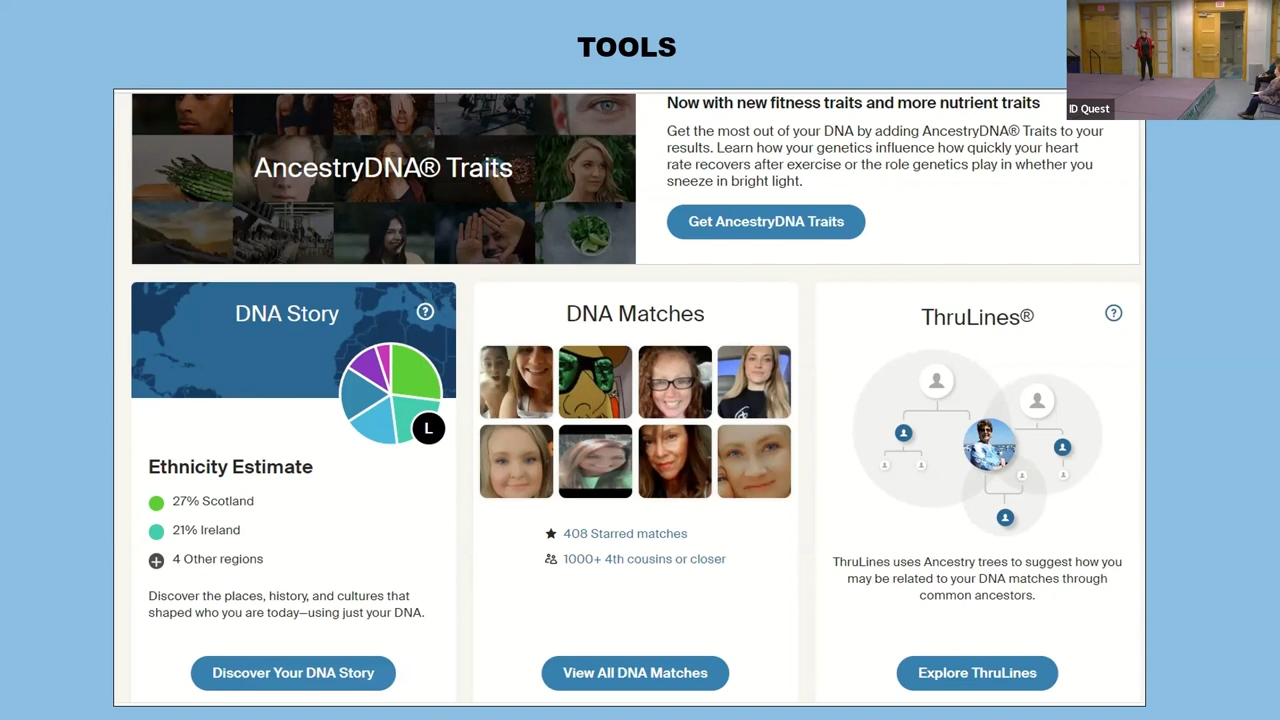 TOOLS
ID Quest
AncestryDNA® Traits
Now with new fitness traits and more nutrient traits
Get the most out of your DNA by adding AncestryDNA® Traits to your
results. Learn how your genetics influence how quickly your heart
rate recovers after exercise or the role genetics play in whether you
sneeze in bright light.
Get AncestryDNA Traits
DNA Story
?
L
Ethnicity Estimate
27% Scotland
21% Ireland
4 Other regions
Discover the places, history, and cultures that
shaped who you are today—using just your DNA.
Discover Your DNA Story
DNA Matches
408 Starred matches
1000+ 4th cousins or closer
View All DNA Matches
ThruLines®
?
ThruLines uses Ancestry trees to suggest how you
may be related to your DNA matches through
common ancestors.
Explore ThruLines